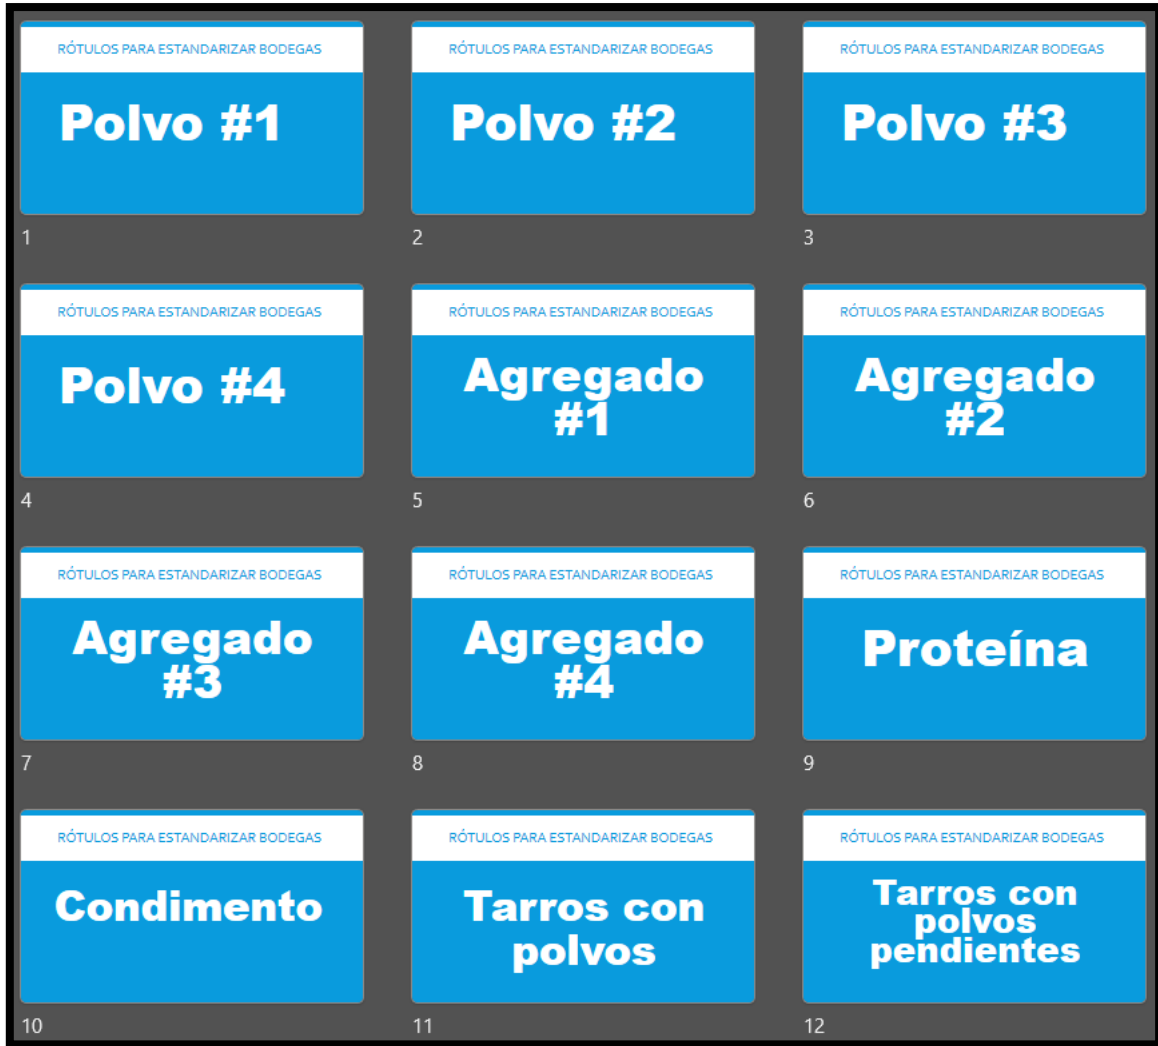 RÓTULOS PARA ESTANDARIZAR BODEGAS
Polvo #1
1
RÓTULOS PARA ESTANDARIZAR BODEGAS
Polvo #2
2
RÓTULOS PARA ESTANDARIZAR BODEGAS
Polvo #3
3
RÓTULOS PARA ESTANDARIZAR BODEGAS
Polvo #4
4
RÓTULOS PARA ESTANDARIZAR BODEGAS
Agregado
#1
5
RÓTULOS PARA ESTANDARIZAR BODEGAS
Agregado
#2
6
RÓTULOS PARA ESTANDARIZAR BODEGAS
Agregado
#3
7
RÓTULOS PARA ESTANDARIZAR BODEGAS
Agregado
#4
8
RÓTULOS PARA ESTANDARIZAR BODEGAS
Proteína
9
RÓTULOS PARA ESTANDARIZAR BODEGAS
Condimento
10
RÓTULOS PARA ESTANDARIZAR BODEGAS
Tarros con
polvos
11
RÓTULOS PARA ESTANDARIZAR BODEGAS
Tarros con
polvos
pendientes
12